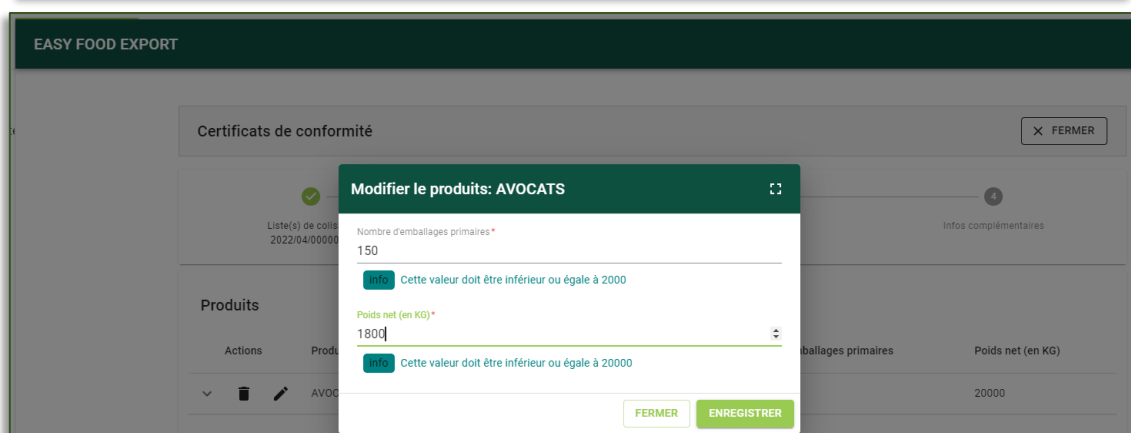 EASY FOOD EXPORT
Certificats de conformité
FERMER
Modifier le produits: AVOCATS
Liste(s) de colis
2022/04/00000
4
Infos complémentaires
Nombre d'emballages primaires *
150
info Cette valeur doit être inférieur ou égale à 2000
Produits
Poids net (en KG) *
1800
info Cette valeur doit être inférieur ou égale à 20000
Actions Produ ballages primaires Poids net (en KG)
AVOC 20000
FERMER ENREGISTRER